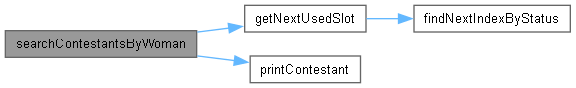 getNextUsedSlot
findNextIndexByStatus
searchContestantsByWoman
printContestant